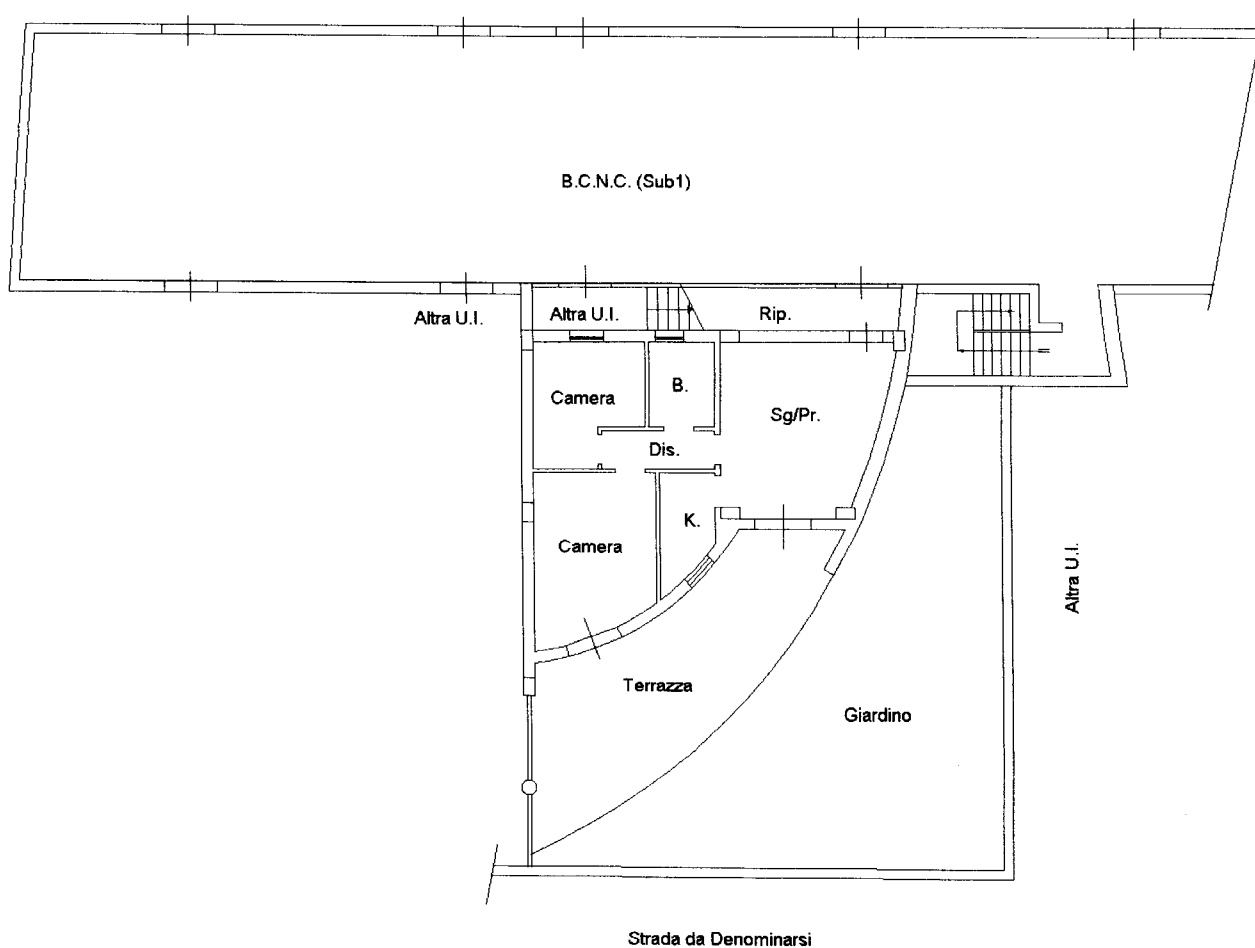 B.C.N.C. (Sub1)
Altra U.I.
Altra U.I.
Rip.
Camera
B.
Sg/Pr.
Dis.
K.
Camera
Altra U.I.
Terrazza
Giardino
Strada da Denominarsi